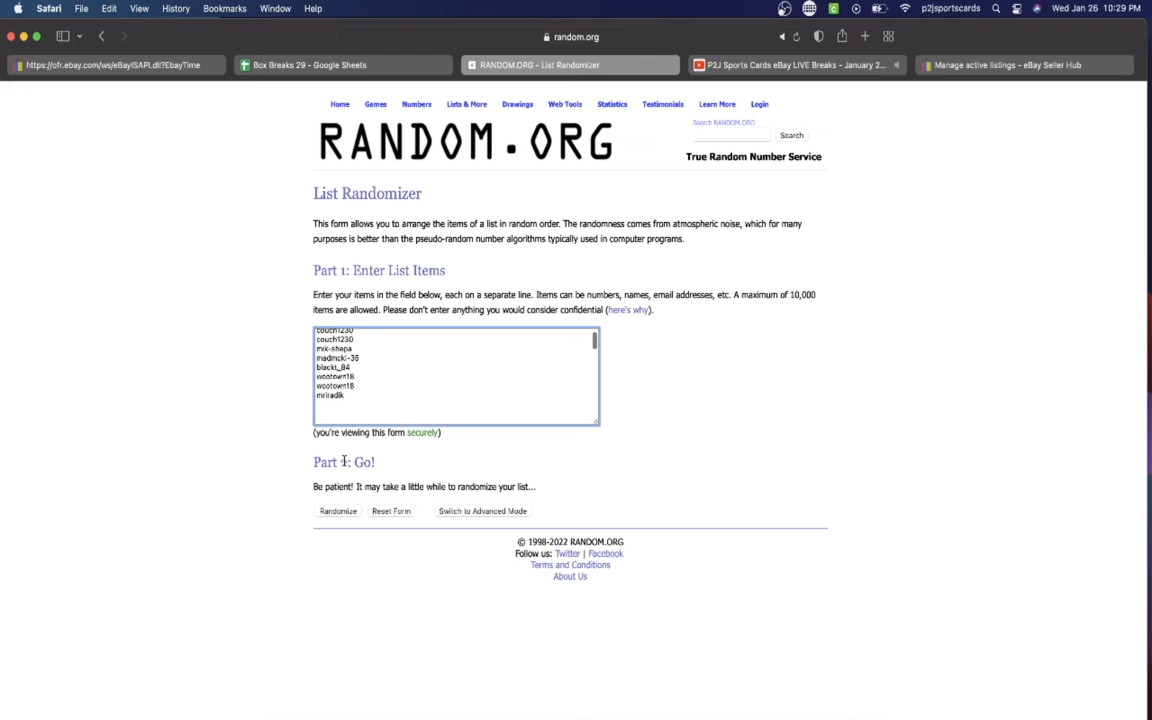 Safari File Edit View History Bookmarks Window Help p2jsportscards Wed Jan 26 10:29 PM
random.org
https://ofr.ebay.com/ws/eBayISAPI.dll?EbayTime Box Breaks 29 - Google Sheets RANDOM.ORG - List Randomizer P2J Sports Cards eBay LIVE Breaks - January 2... Manage active listings - eBay Seller Hub
Home Games Numbers Lists & More Drawings Web Tools Statistics Testimonials Learn More Login
Search RANDOM.ORG
RANDOM.ORG
Search
True Random Number Service
List Randomizer
This form allows you to arrange the items of a list in random order. The randomness comes from atmospheric noise, which for many
purposes is better than the pseudo-random number algorithms typically used in computer programs.
Part 1: Enter List Items
Enter your items in the field below, each on a separate line. Items can be numbers, names, email addresses, etc. A maximum of 10,000
items are allowed. Please don't enter anything you would consider confidential (here's why).
couch1230
couch1230
mik-shepa
madmcki-35
blackt_84
wootown18
wootown18
mriradik
(you're viewing this form securely)
Part : Go!
Be patient! It may take a little while to randomize your list...
Randomize Reset Form Switch to Advanced Mode
© 1998-2022 RANDOM.ORG
Follow us: Twitter | Facebook
Terms and Conditions
About Us